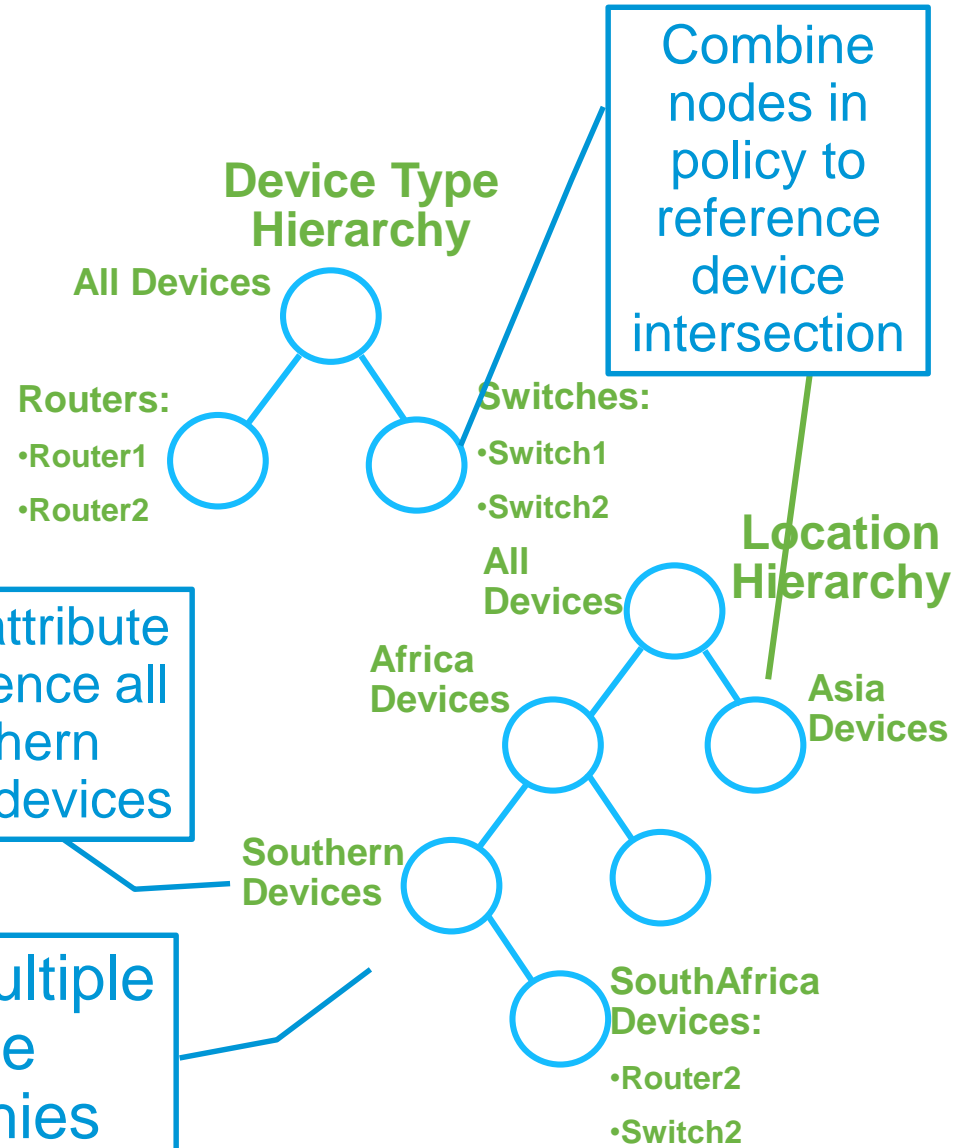 Combine
nodes in
policy to
reference
device
intersection
Device Type
Hierarchy
All Devices
Routers:
•Router1
•Router2
Switches:
•Switch1
•Switch2
Location
Hierarchy
All
Devices
Africa
Devices
Asia
Devices
attribute
ence all
hern
devices
Southern
Devices
ultiple
e
nies
SouthAfrica
Devices:
•Router2
•Switch2